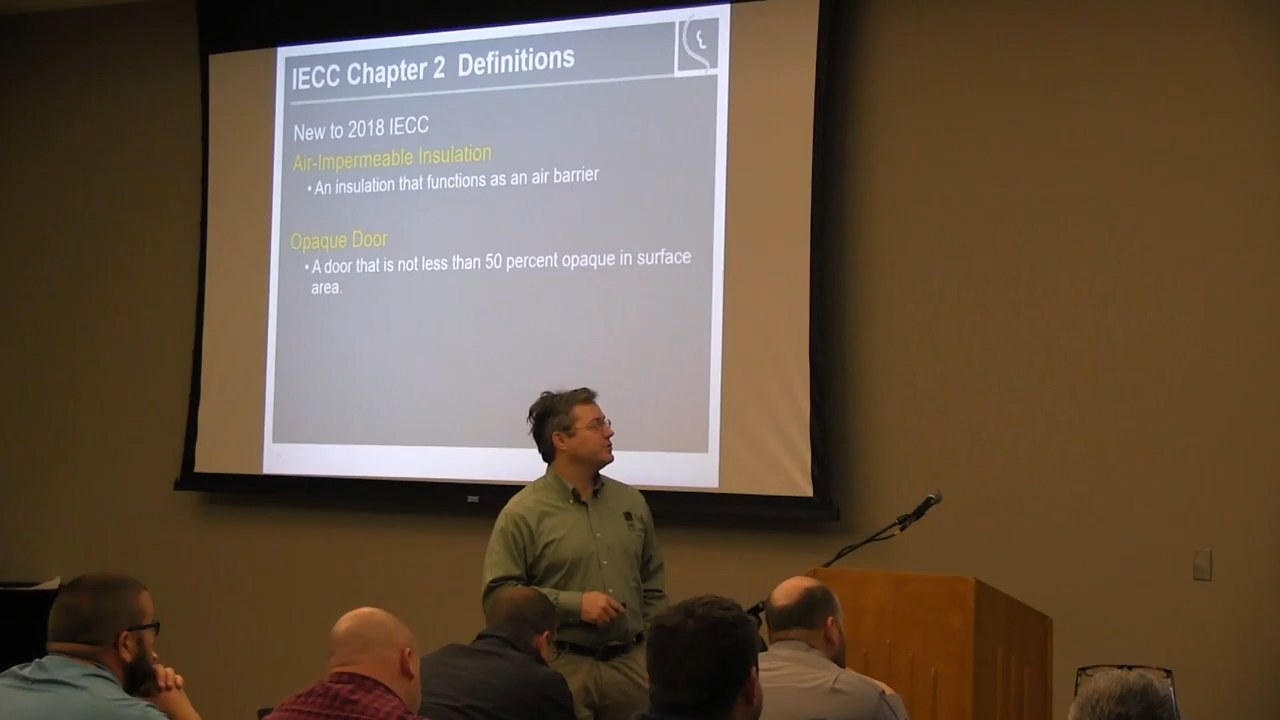 IECC Chapter 2 Definitions
New to 2018 IECC
Air-Impermeable Insulation
• An insulation that functions as an air barrier
Opaque Door
• A door that is not less than 50 percent opaque in surface
area.